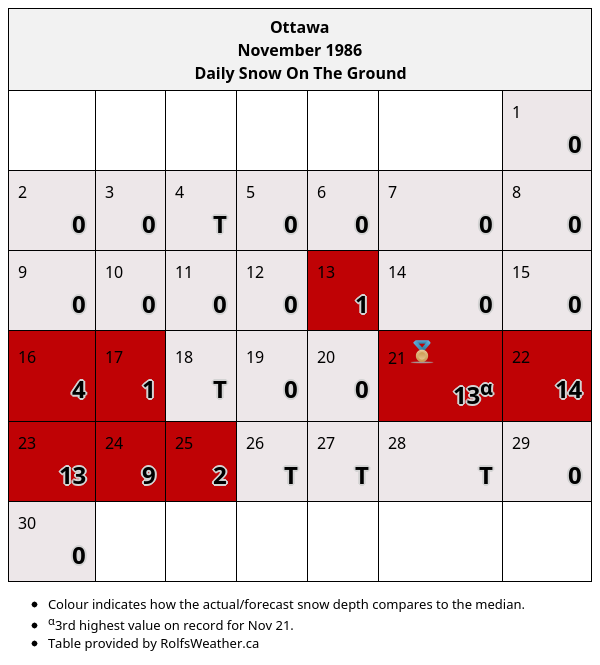 Ottawa
November 1986
Daily Snow On The Ground
1
0
2 3 4 5 6 7 8
0 0 T 0 0 0 0
9 10 11 12 13 14 15
0 0 0 0 1 0 0
16 17 18 19 20 21 22
4 1 T 0 0 13α 14
23 24 25 26 27 28 29
13 9 2 T T T 0
30
0
• Colour indicates how the actual/forecast snow depth compares to the median.
• α3rd highest value on record for Nov 21.
• Table provided by RolfsWeather.ca